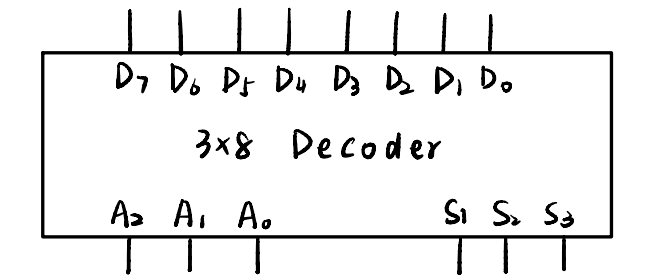 D₇ D₆ D₅ D₄ D₃ D₂ D₁ D₀
3×8 Decoder
A₂ A₁ A₀ S₁ S₂ S₃